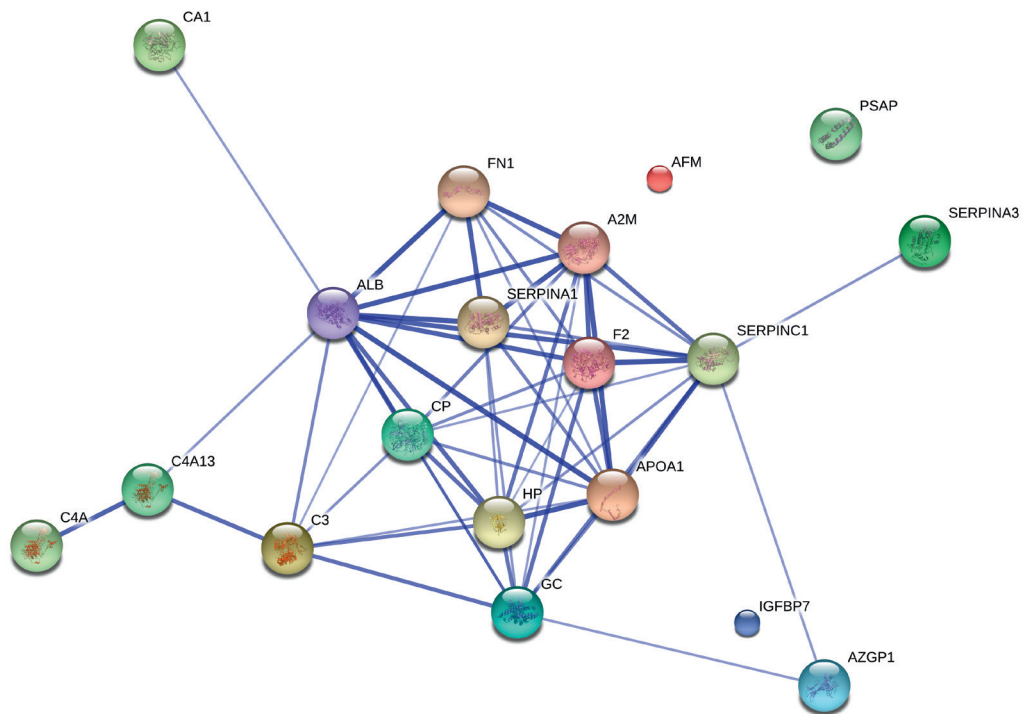 CA1
PSAP
FN1
AFM
SERPINA3
A2M
ALB
SERPINA1
F2
SERPINC1
CP
C4A13
APOA1
HP
C4A
C3
GC
IGFBP7
AZGP1